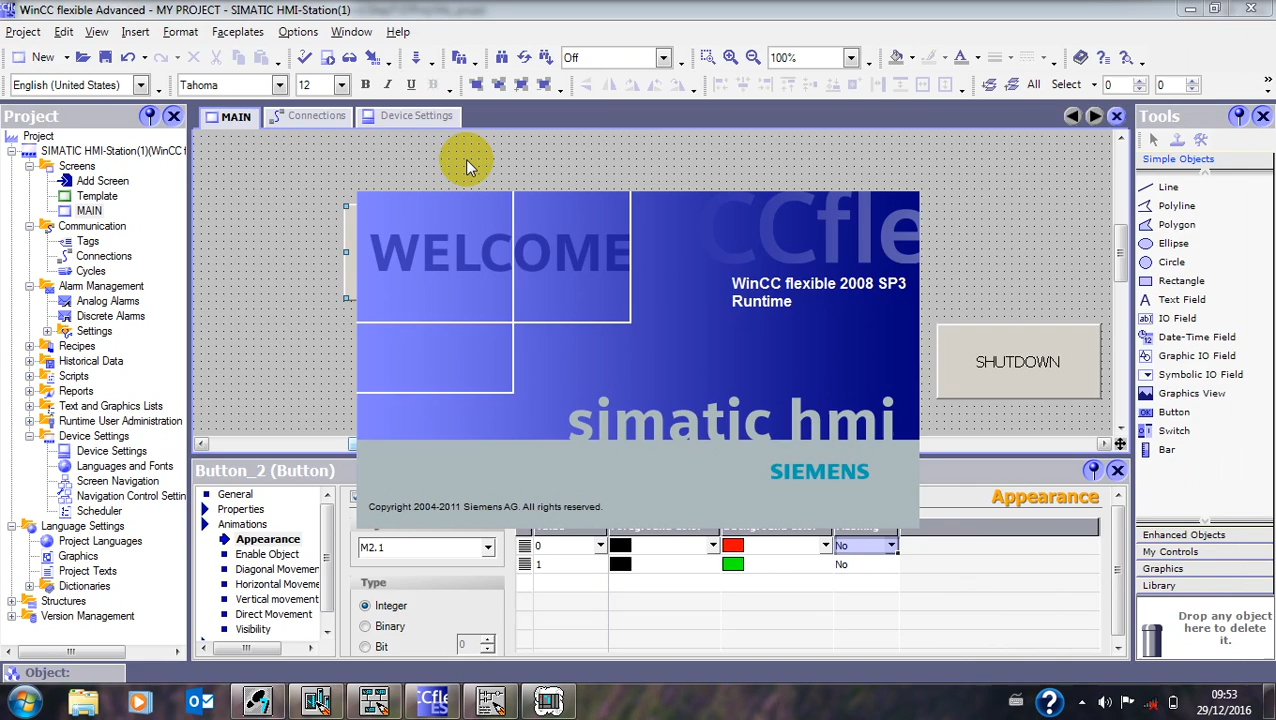 WinCC flexible Advanced - MY PROJECT - SIMATIC HMI-Station(1)
Project Edit View Insert Format Faceplates Options Window Help
New Off 100%
English (United States) Tahoma 12 B I U B All Select 0 0
Project
MAIN Connections Device Settings
Tools
Project
SIMATIC HMI-Station(1)(WinCC f
Screens
Add Screen
Template
MAIN
Communication
Tags
Connections
Cycles
Alarm Management
Analog Alarms
Discrete Alarms
Settings
Recipes
Historical Data
Scripts
Reports
Text and Graphics Lists
Runtime User Administration
Device Settings
Device Settings
Languages and Fonts
Screen Navigation
Navigation Control Settin
Scheduler
Language Settings
Project Languages
Graphics
Project Texts
Dictionaries
Structures
Version Management
Object:
WELCOME
CCfle
WinCC flexible 2008 SP3
Runtime
simatic hmi
SIEMENS
Copyright 2004-2011 Siemens AG. All rights reserved.
SHUTDOWN
Simple Objects
Line
Polyline
Polygon
Ellipse
Circle
Rectangle
Text Field
IO Field
Date-Time Field
Graphic IO Field
Symbolic IO Field
Graphics View
Button
Switch
Bar
Enhanced Objects
My Controls
Graphics
Library
Drop any object
here to delete
it.
Button_2 (Button)
General
Properties
Animations
Appearance
Enable Object
Diagonal Movemen
Horizontal Moveme
Vertical movement
Direct Movement
Visibility
Appearance
M2.1
0 No
1 No
Type
Integer
Binary
Bit 0
CCfle
ES
09:53
29/12/2016